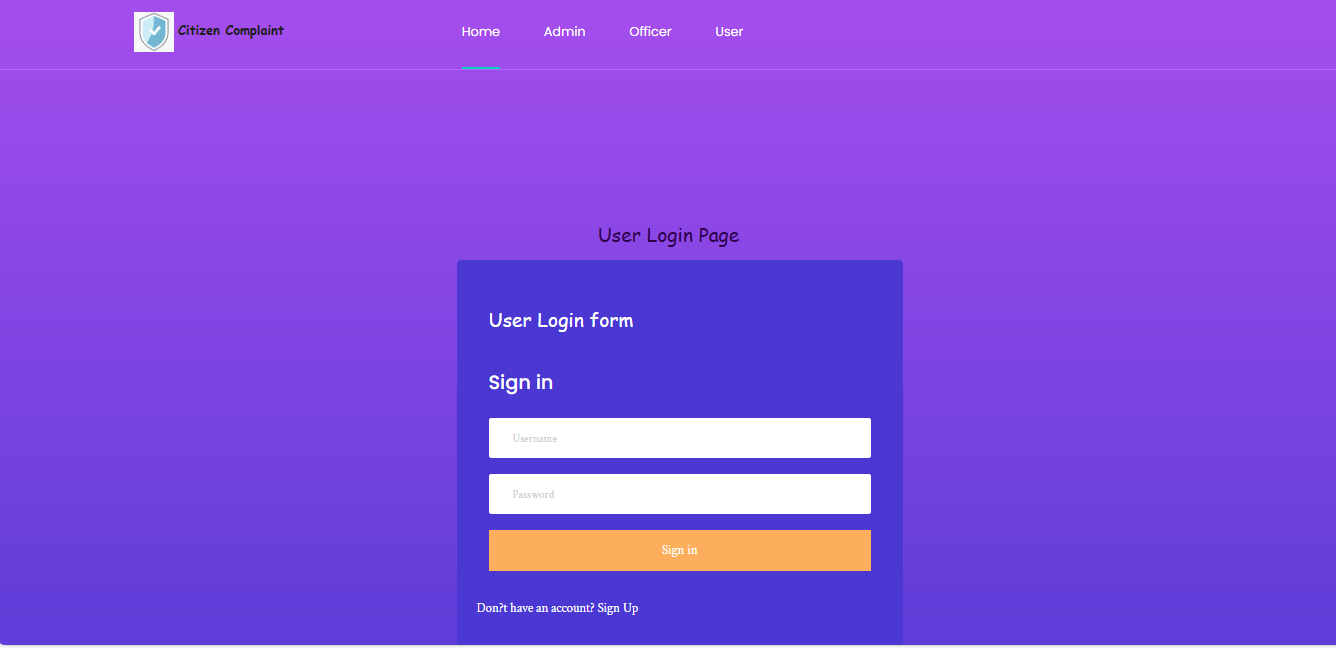 Citizen Complaint
Home Admin Officer User
User Login Page
User Login form
Sign in
Username
Password
Sign in
Don?t have an account? Sign Up